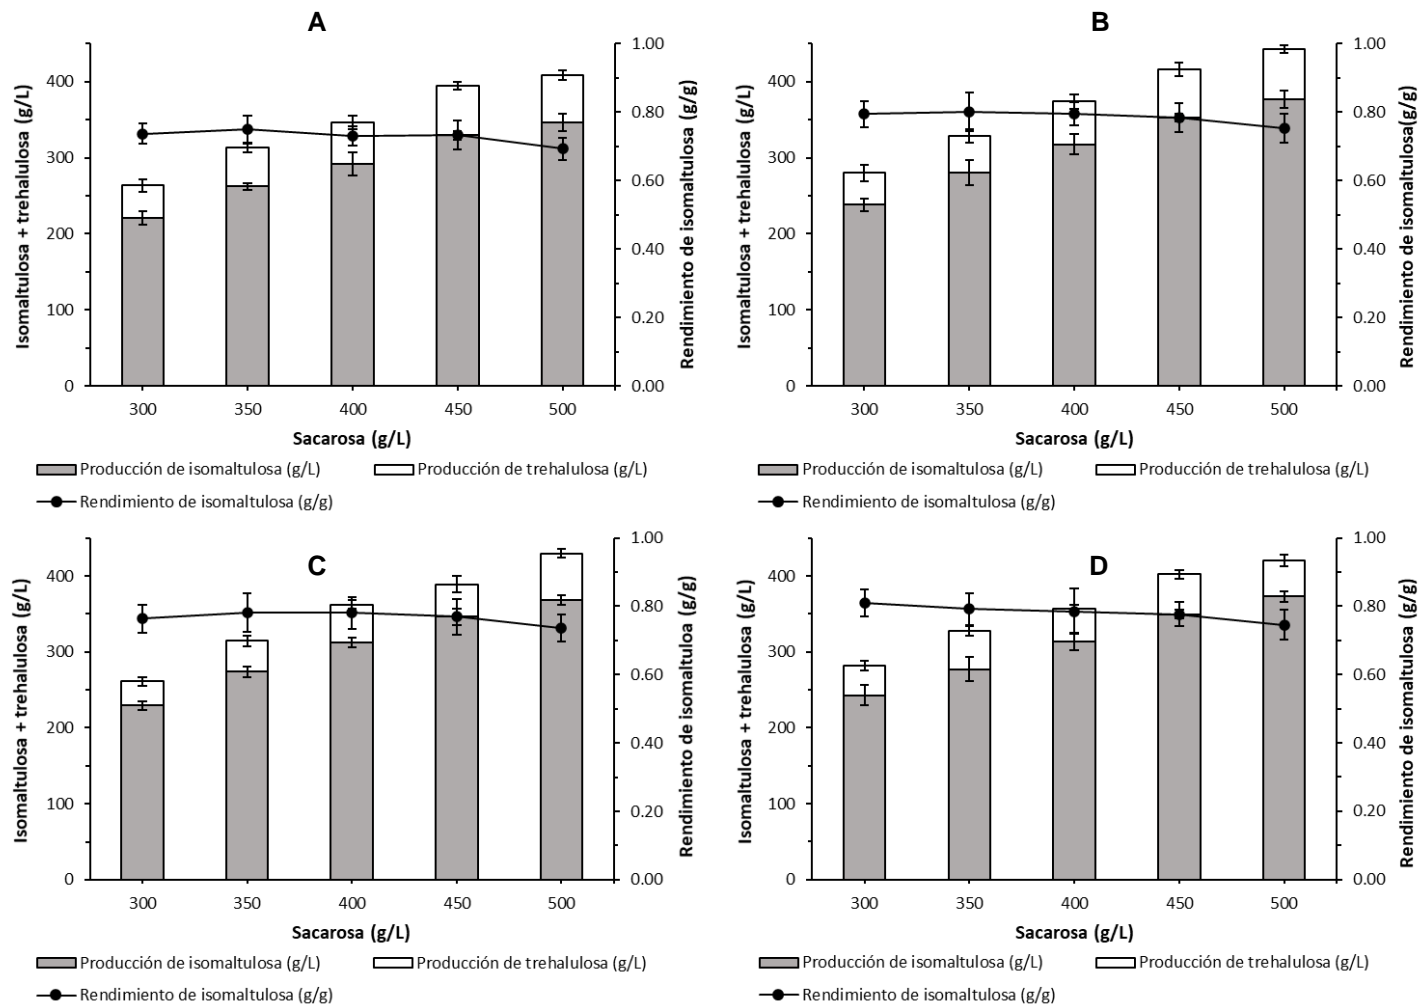 A
Isomaltulosa + trehalulosa (g/L)
400
300
200
100
0
300 350 400 450 500
Sacarosa (g/L)
1.00
0.80
0.60
0.40
0.20
0.00
Rendimiento de isomaltulosa (g/g)
Producción de isomaltulosa (g/L) Producción de trehalulosa (g/L)
Rendimiento de isomaltulosa (g/g)
B
Isomaltulosa + trehalulosa (g/L)
400
300
200
100
0
300 350 400 450 500
Sacarosa (g/L)
1.00
0.80
0.60
0.40
0.20
0.00
Rendimiento de isomaltulosa(g/g)
Producción de isomaltulosa (g/L) Producción de trehalulosa (g/L)
Rendimiento de isomaltulosa (g/g)
C
Isomaltulosa + trehalulosa (g/L)
400
300
200
100
0
300 350 400 450 500
Sacarosa (g/L)
1.00
0.80
0.60
0.40
0.20
0.00
Rendimiento de isomaltuloa (g/g)
Producción de isomaltulosa (g/L) Producción de trehalulosa (g/L)
Rendimiento de isomaltulosa (g/g)
D
Isomaltulosa + trehalulosa (g/L)
400
300
200
100
0
300 350 400 450 500
Sacarosa (g/L)
1.00
0.80
0.60
0.40
0.20
0.00
Rendimiento de isomaltulosa (g/g)
Producción de isomaltulosa (g/L) Producción de trehalulosa (g/L)
Rendimiento de isomaltulosa (g/g)